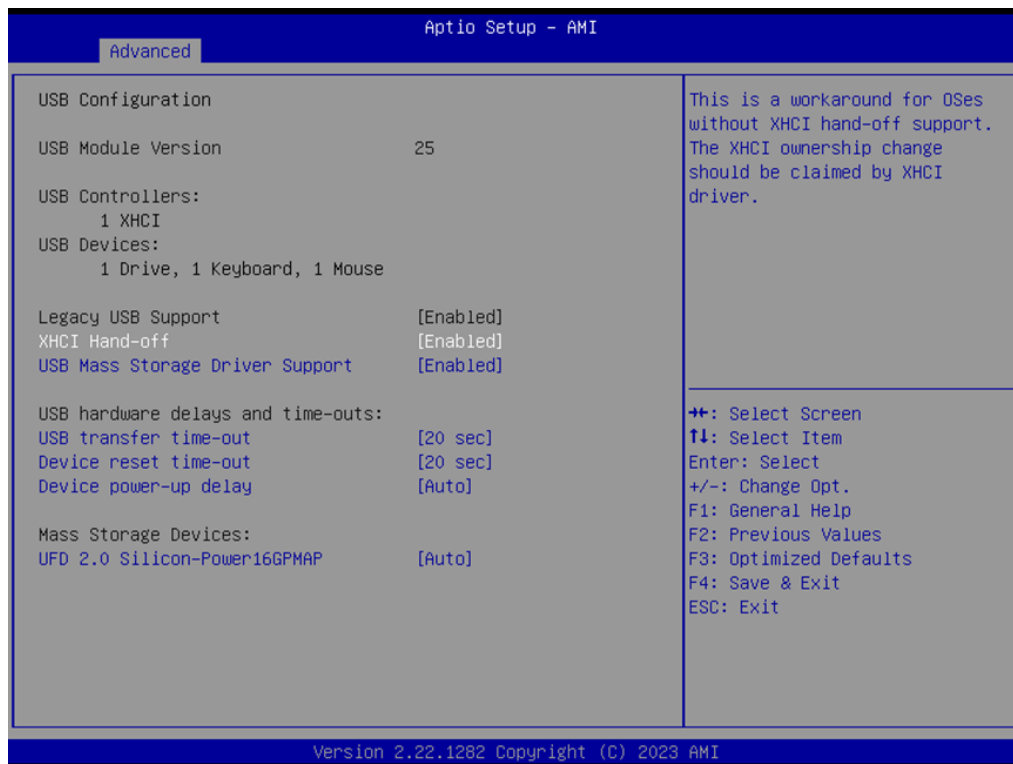 Aptio Setup – AMI
Advanced
USB Configuration
USB Module Version 25
USB Controllers:
1 XHCI
USB Devices:
1 Drive, 1 Keyboard, 1 Mouse
Legacy USB Support [Enabled]
XHCI Hand-off [Enabled]
USB Mass Storage Driver Support [Enabled]
USB hardware delays and time-outs:
USB transfer time-out [20 sec]
Device reset time-out [20 sec]
Device power-up delay [Auto]
Mass Storage Devices:
UFD 2.0 Silicon-Power16GPMAP [Auto]
This is a workaround for OSes
without XHCI hand-off support.
The XHCI ownership change
should be claimed by XHCI
driver.
→←: Select Screen
↑↓: Select Item
Enter: Select
+/-: Change Opt.
F1: General Help
F2: Previous Values
F3: Optimized Defaults
F4: Save & Exit
ESC: Exit
Version 2.22.1282 Copyright (C) 2023 AMI